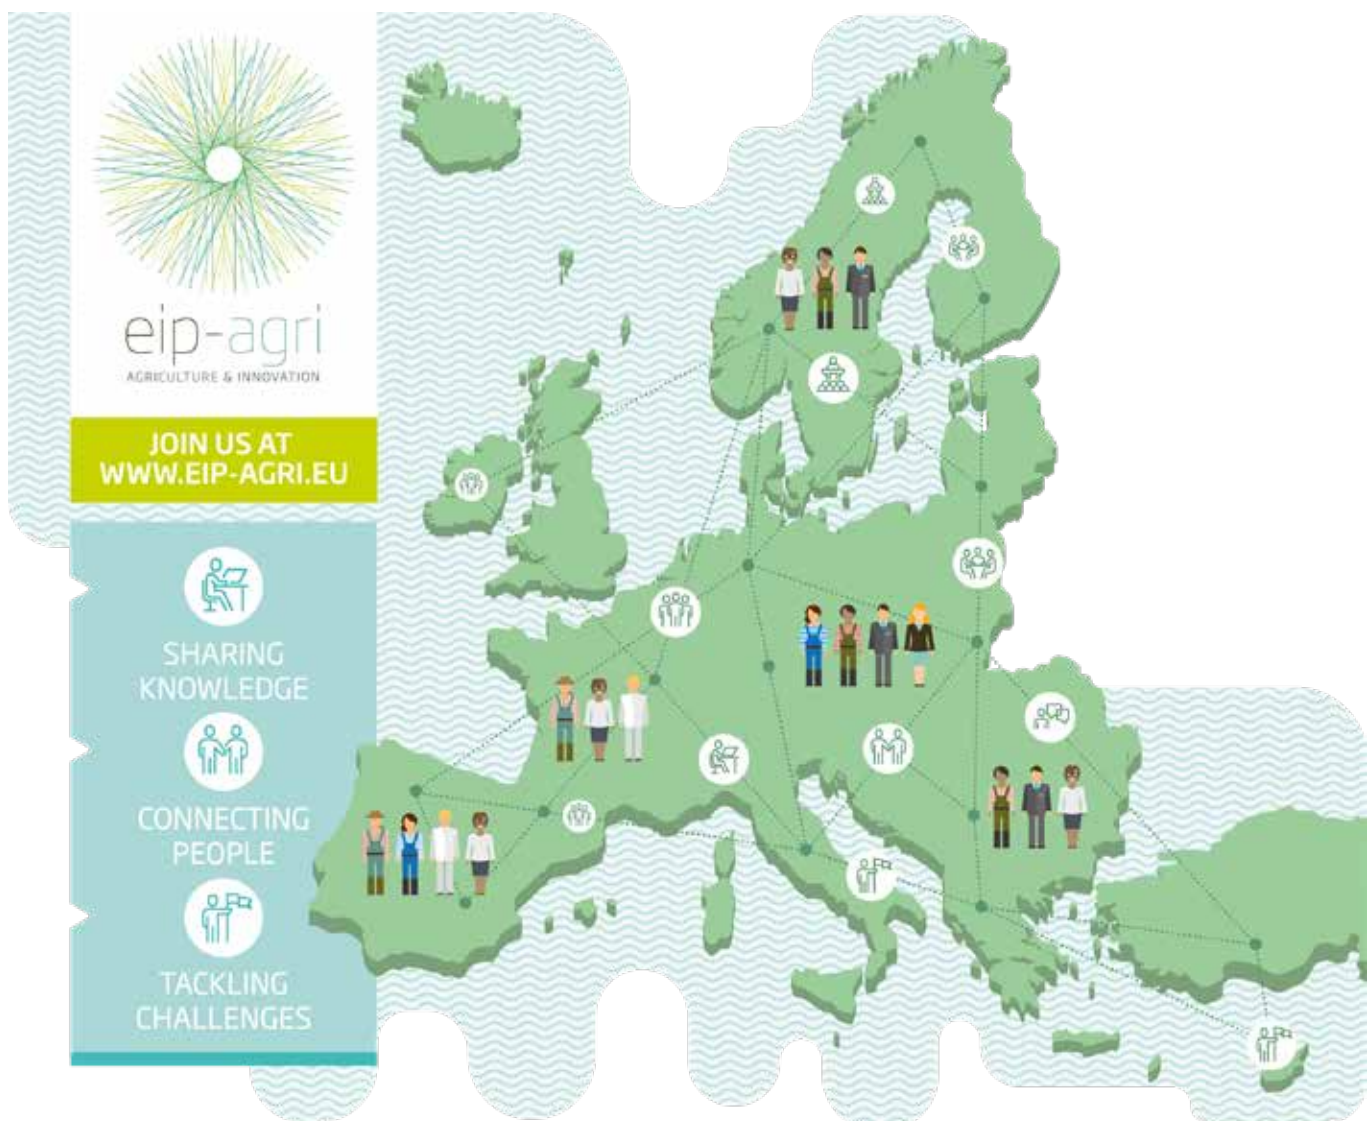 eip-agri
AGRICULTURE & INNOVATION
JOIN US AT
WWW.EIP-AGRI.EU
SHARING
KNOWLEDGE
CONNECTING
PEOPLE
TACKLING
CHALLENGES